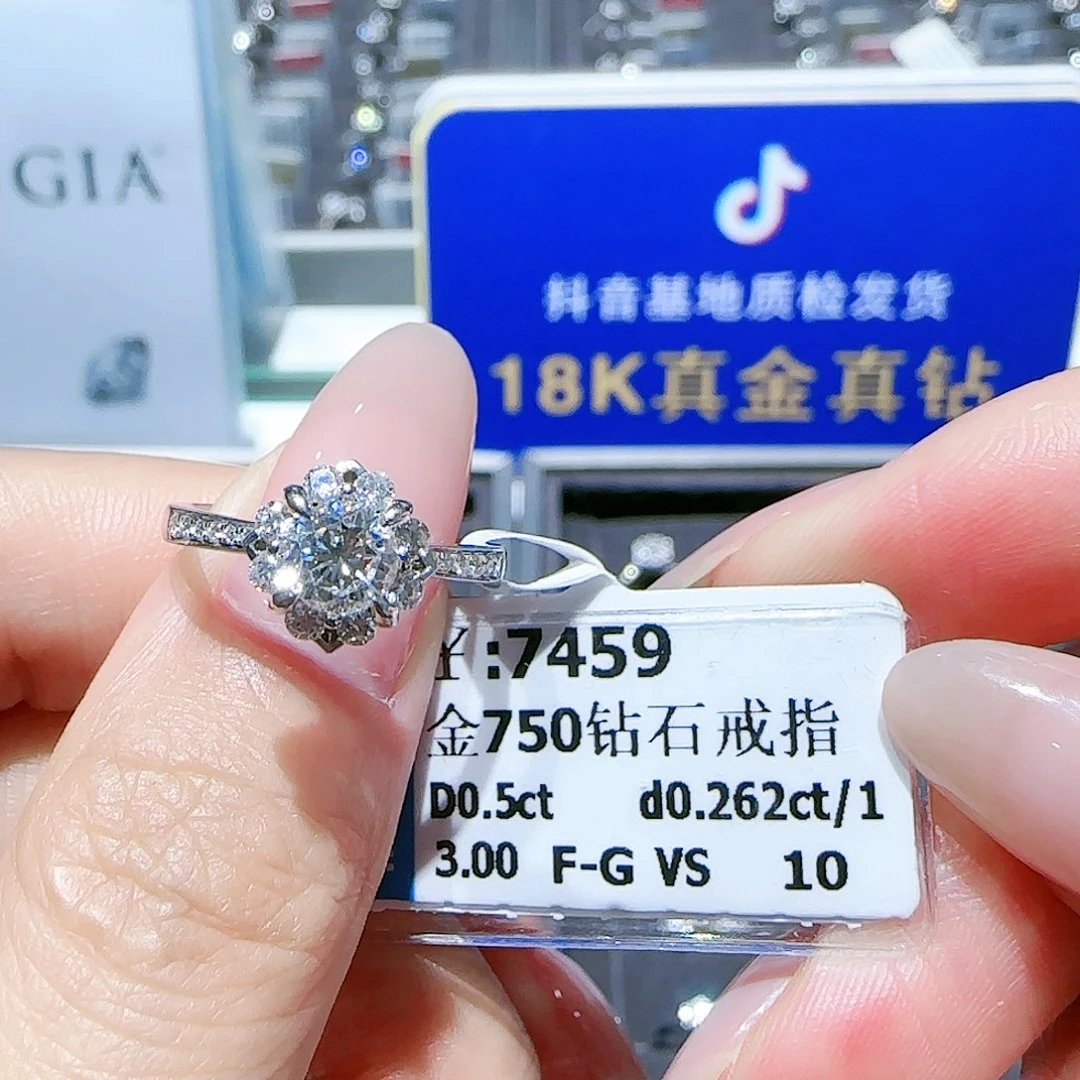 GIA
抖音基地质检发货
18K真金真钻
¥:7459
金750钻石戒指
D0.5ct d0.262ct/1
3.00 F-G VS 10